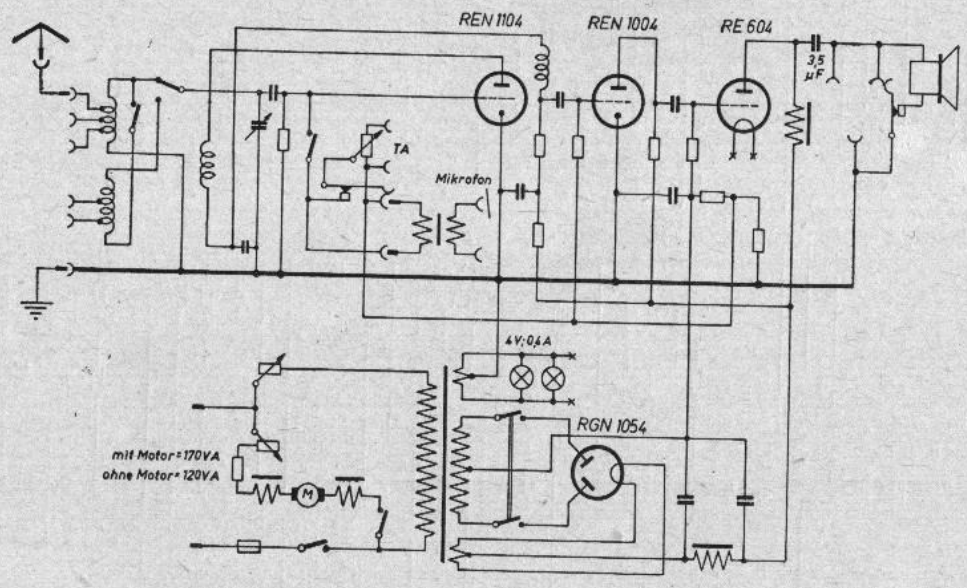 REN 1104
REN 1004
RE 604
3,5
µF
TA
Mikrofon
4V; 0,4A
RGN 1054
mit Motor = 170VA
ohne Motor = 120VA
M